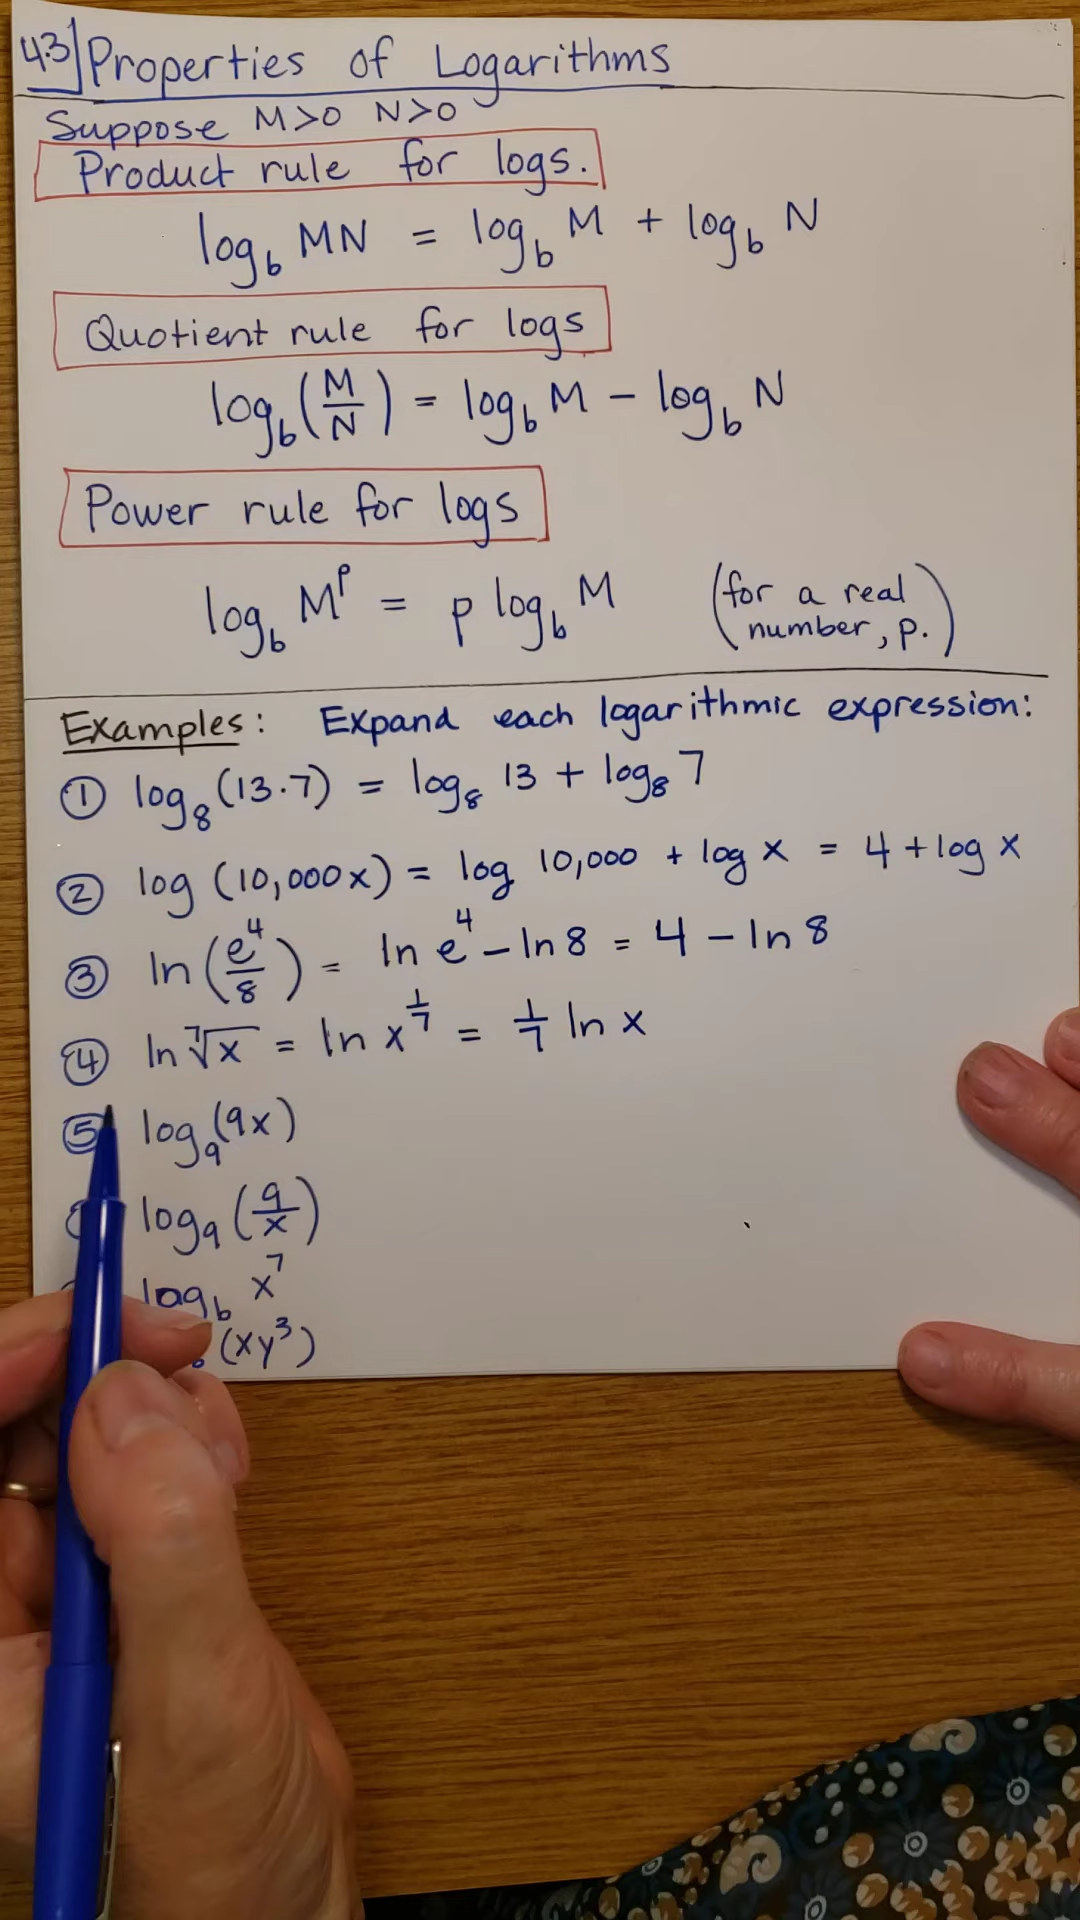 4.3 Properties of Logarithms
Suppose M>0 N>0
Product rule for logs.
log_b MN = log_b M + log_b N
Quotient rule for logs
log_b (M/N) = log_b M − log_b N
Power rule for logs
log_b M^p = p log_b M (for a real number, p.)
Examples: Expand each logarithmic expression:
① log_8 (13·7) = log_8 13 + log_8 7
② log (10,000x) = log 10,000 + log x = 4 + log x
③ ln (e^4/8) = ln e^4 − ln 8 = 4 − ln 8
④ ln ⁷√x = ln x^(1/7) = 1/7 ln x
⑤ log_9 (9x)
log_9 (9/x)
log_b x^7
(xy^3)